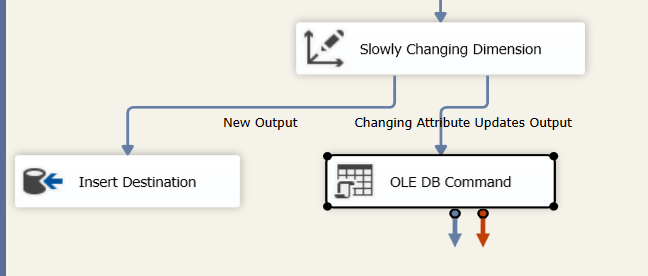 Slowly Changing Dimension
New Output
Changing Attribute Updates Output
Insert Destination
OLE DB Command